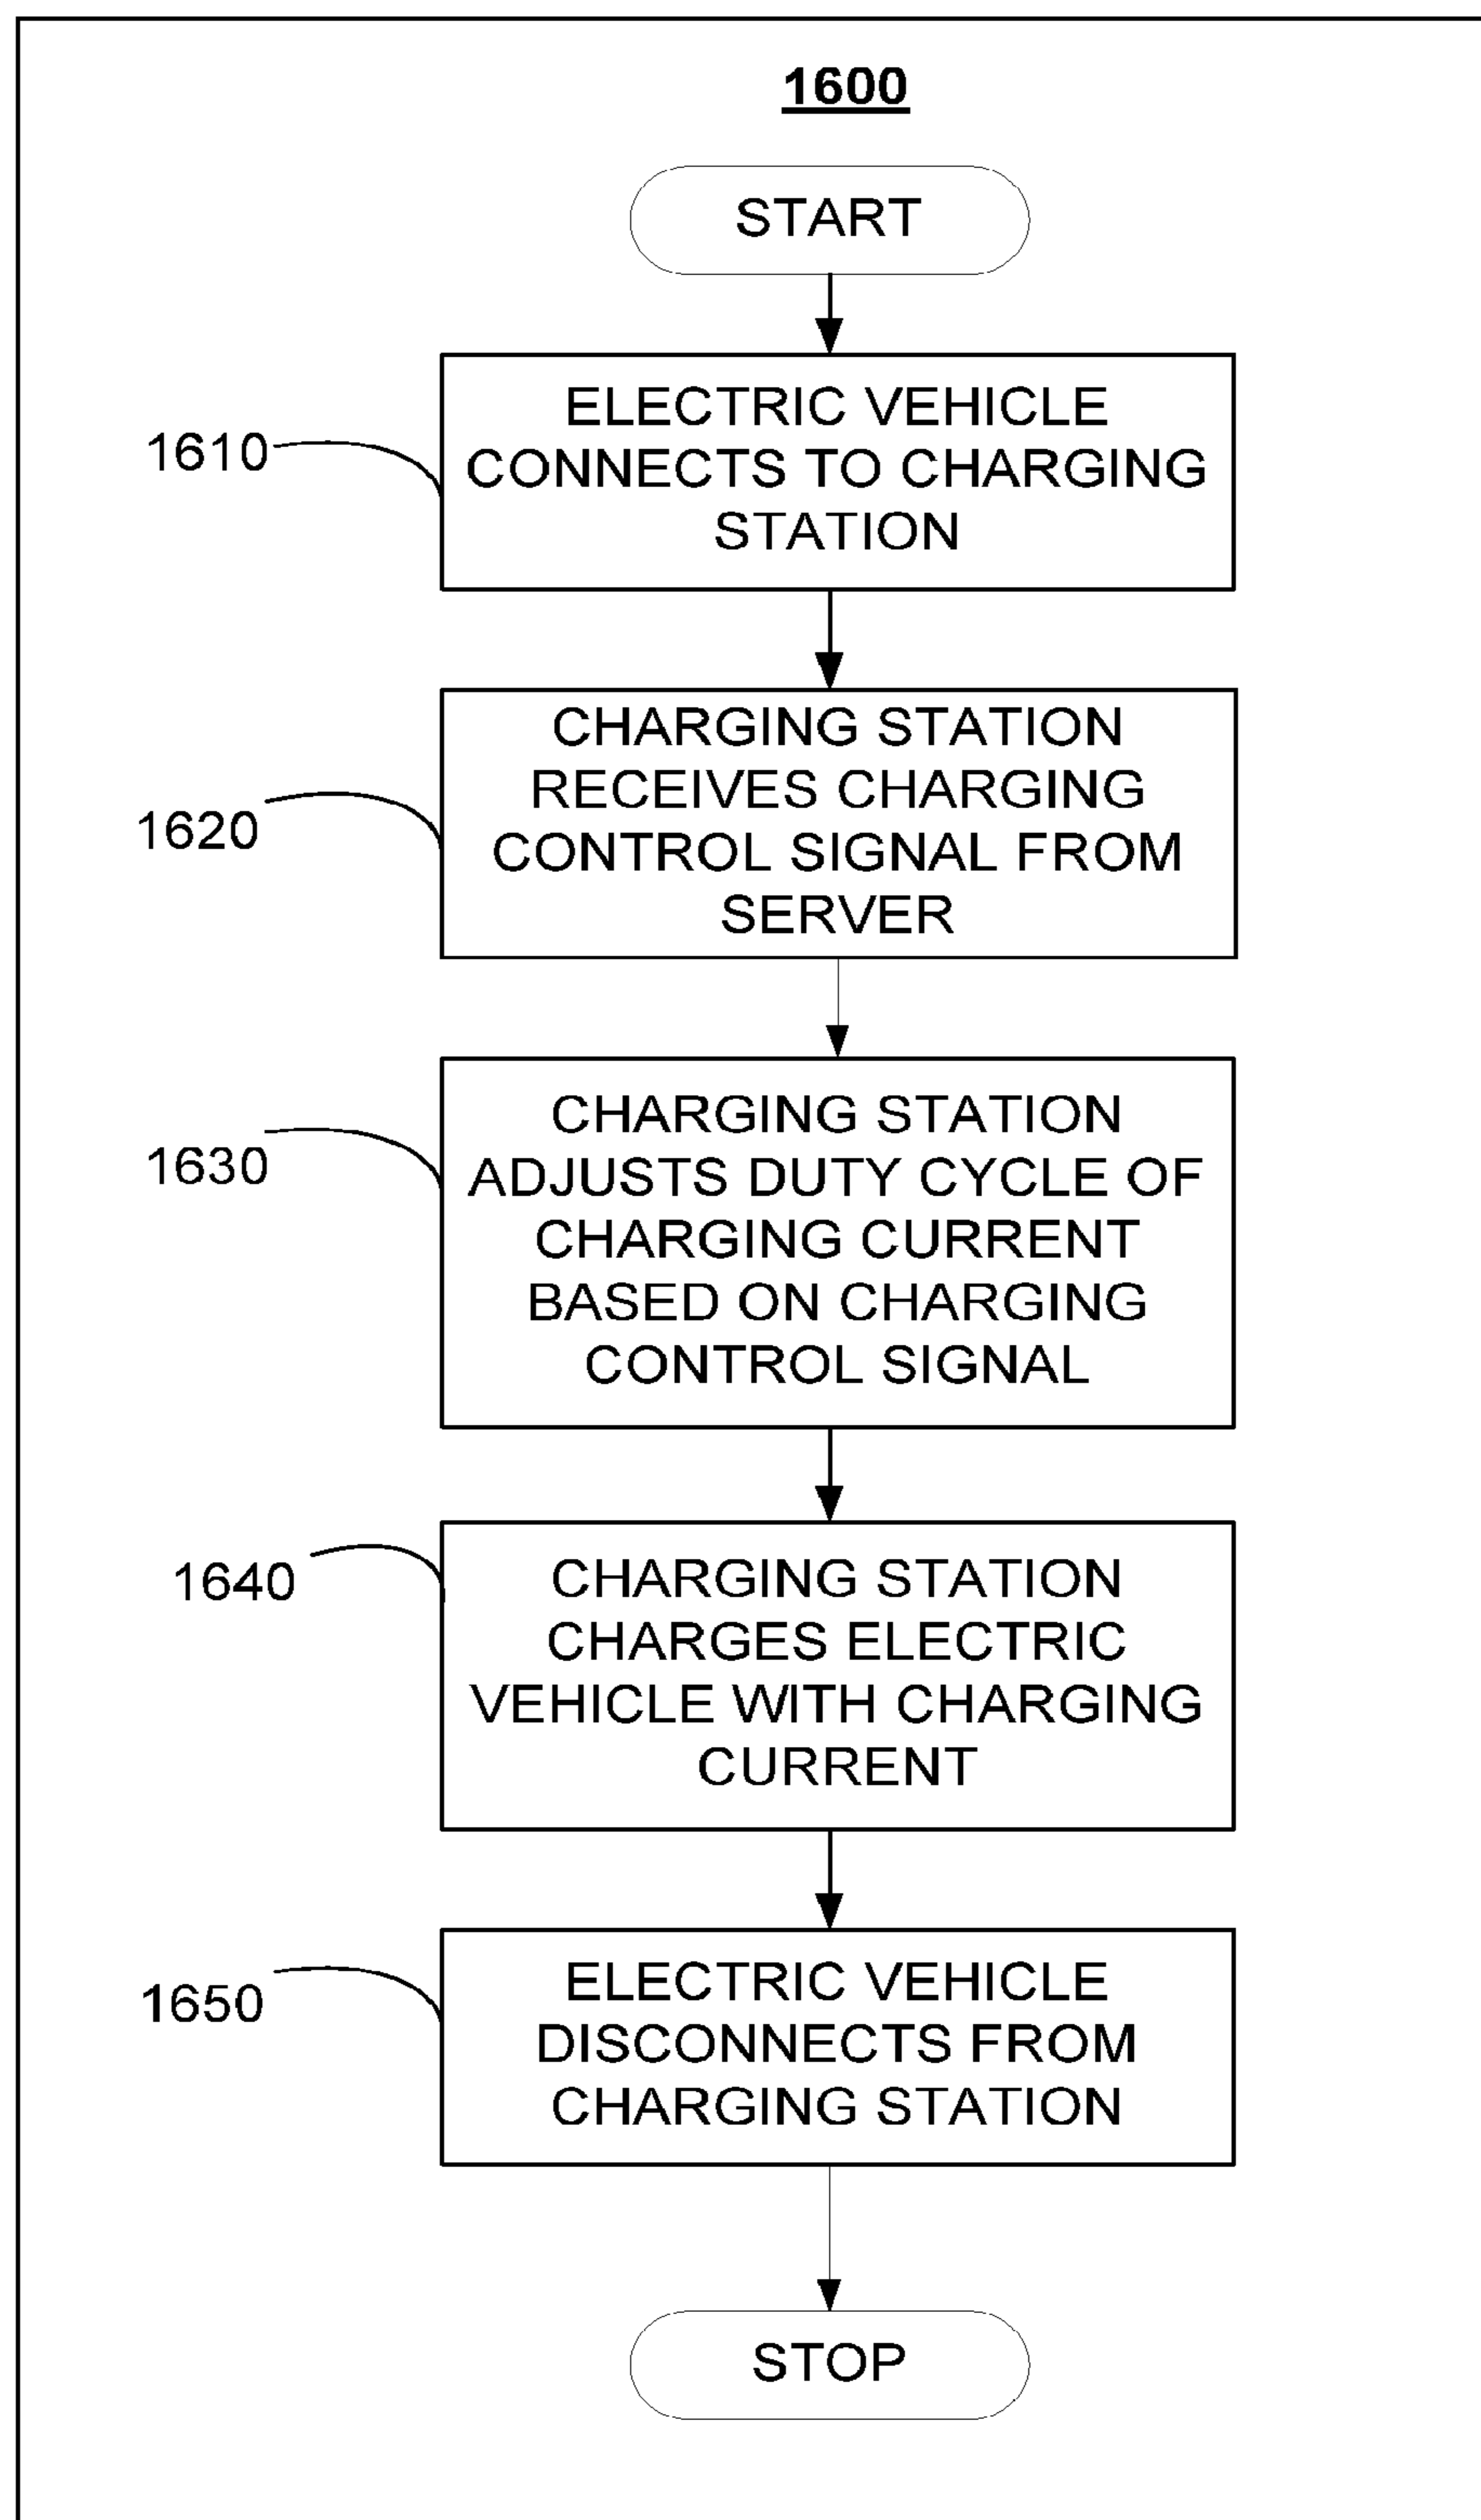 1600
START
1610
ELECTRIC VEHICLE
CONNECTS TO CHARGING
STATION
1620
CHARGING STATION
RECEIVES CHARGING
CONTROL SIGNAL FROM
SERVER
1630
CHARGING STATION
ADJUSTS DUTY CYCLE OF
CHARGING CURRENT
BASED ON CHARGING
CONTROL SIGNAL
1640
CHARGING STATION
CHARGES ELECTRIC
VEHICLE WITH CHARGING
CURRENT
1650
ELECTRIC VEHICLE
DISCONNECTS FROM
CHARGING STATION
STOP